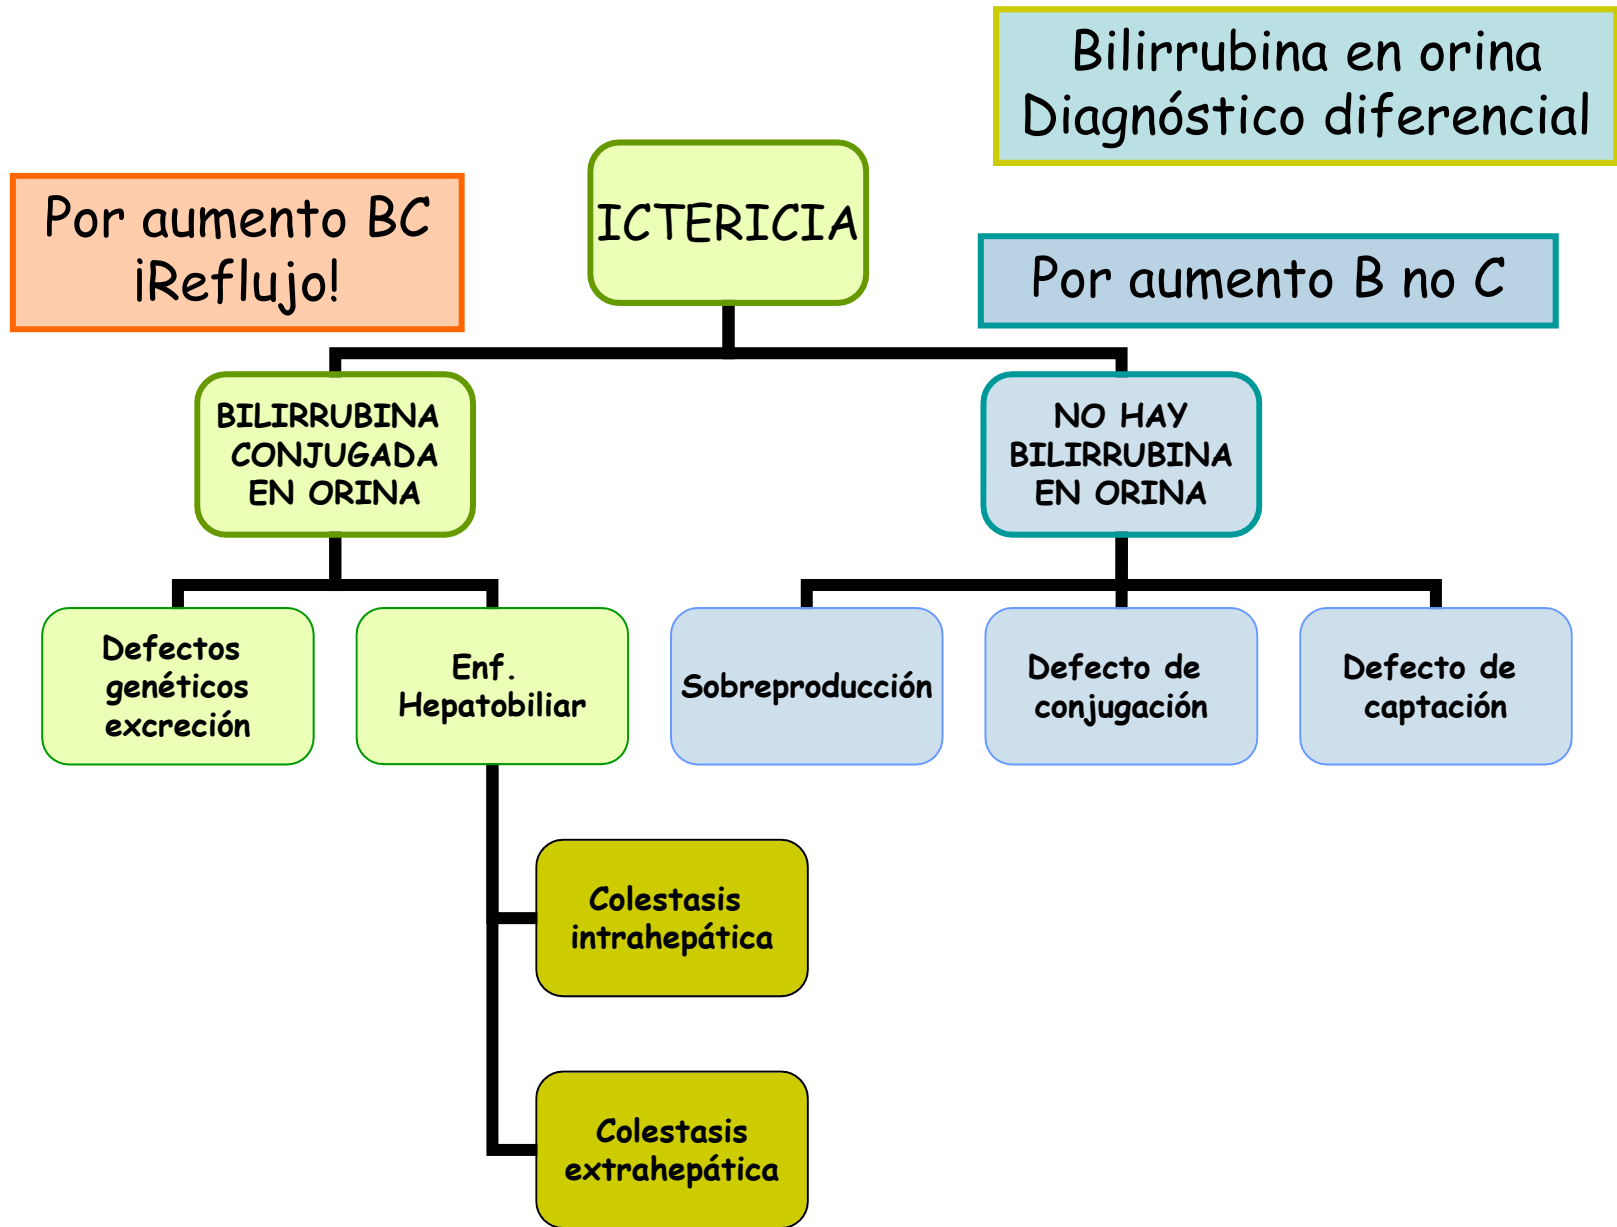 Bilirrubina en orina
Diagnóstico diferencial
Por aumento BC
¡Reflujo!
ICTERICIA
Por aumento B no C
BILIRRUBINA
CONJUGADA
EN ORINA
NO HAY
BILIRRUBINA
EN ORINA
Defectos
genéticos
excreción
Enf.
Hepatobiliar
Sobreproducción
Defecto de
conjugación
Defecto de
captación
Colestasis
intrahepática
Colestasis
extrahepática